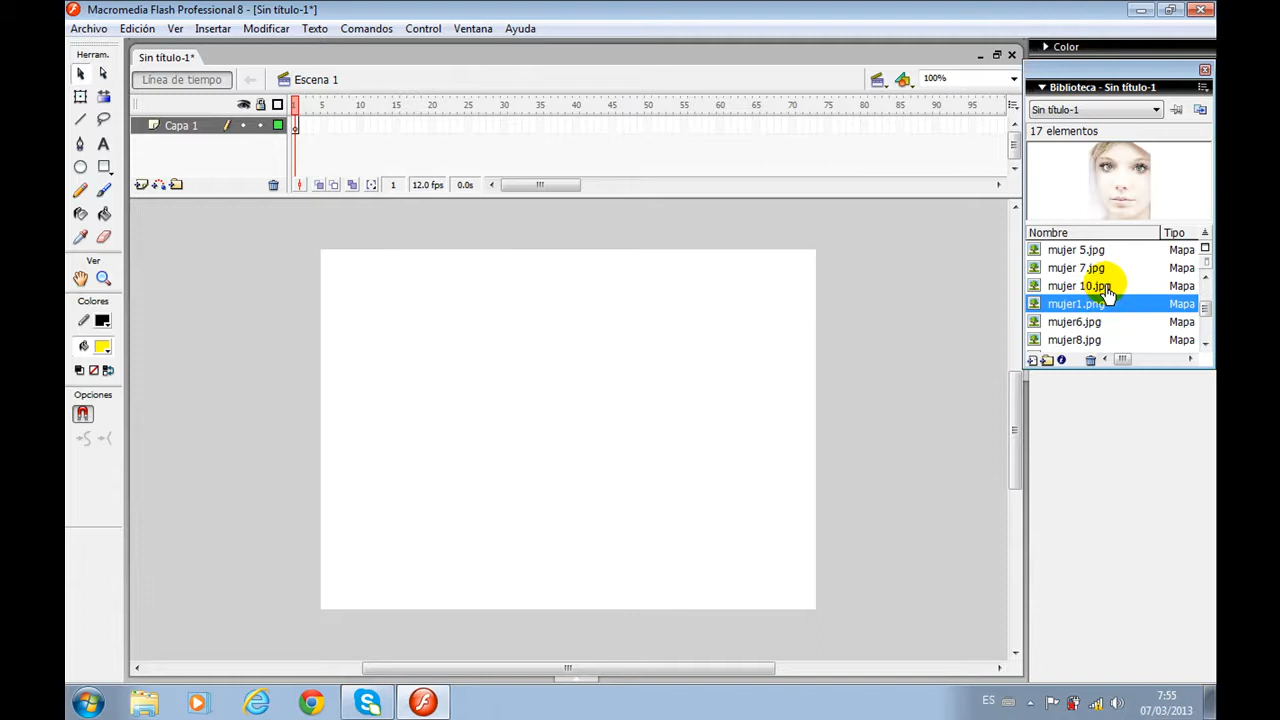 Macromedia Flash Professional 8 - [Sin título-1*]
Archivo Edición Ver Insertar Modificar Texto Comandos Control Ventana Ayuda
Herram.
Sin título-1*
Color
Línea de tiempo
Escena 1
100%
Biblioteca - Sin título-1
Sin título-1
17 elementos
1 5 10 15 20 25 30 35 40 45 50 55 60 65 70 75 80 85 90 95
Capa 1
1 12.0 fps 0.0s
Nombre Tipo
mujer 5.jpg Mapa
mujer 7.jpg Mapa
mujer 10.jpg Mapa
mujer1.png Mapa
mujer6.jpg Mapa
mujer8.jpg Mapa
Ver
Colores
Opciones
ES
7:55
07/03/2013